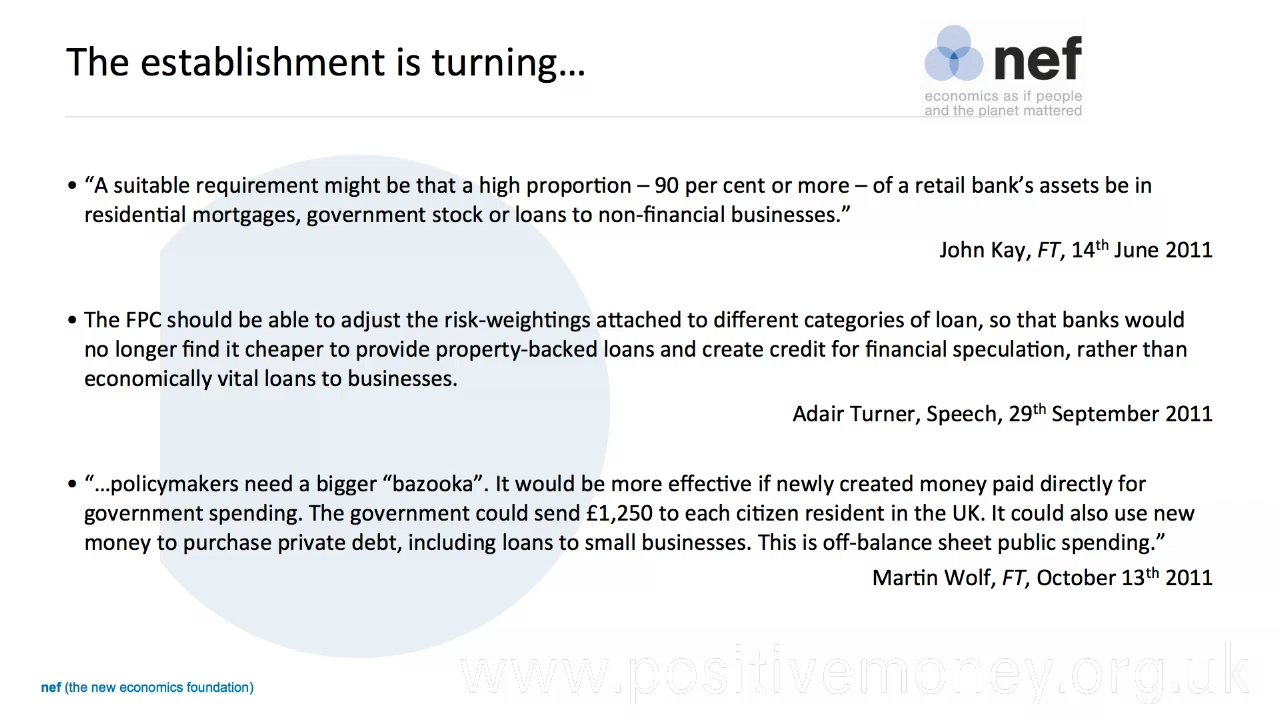 The establishment is turning…
nef
economics as if people
and the planet mattered
• “A suitable requirement might be that a high proportion – 90 per cent or more – of a retail bank’s assets be in
residential mortgages, government stock or loans to non-financial businesses.”
John Kay, FT, 14th June 2011
• The FPC should be able to adjust the risk-weightings attached to different categories of loan, so that banks would
no longer find it cheaper to provide property-backed loans and create credit for financial speculation, rather than
economically vital loans to businesses.
Adair Turner, Speech, 29th September 2011
• “…policymakers need a bigger “bazooka”. It would be more effective if newly created money paid directly for
government spending. The government could send £1,250 to each citizen resident in the UK. It could also use new
money to purchase private debt, including loans to small businesses. This is off-balance sheet public spending.”
Martin Wolf, FT, October 13th 2011
www.positivemoney.org.uk
nef (the new economics foundation)